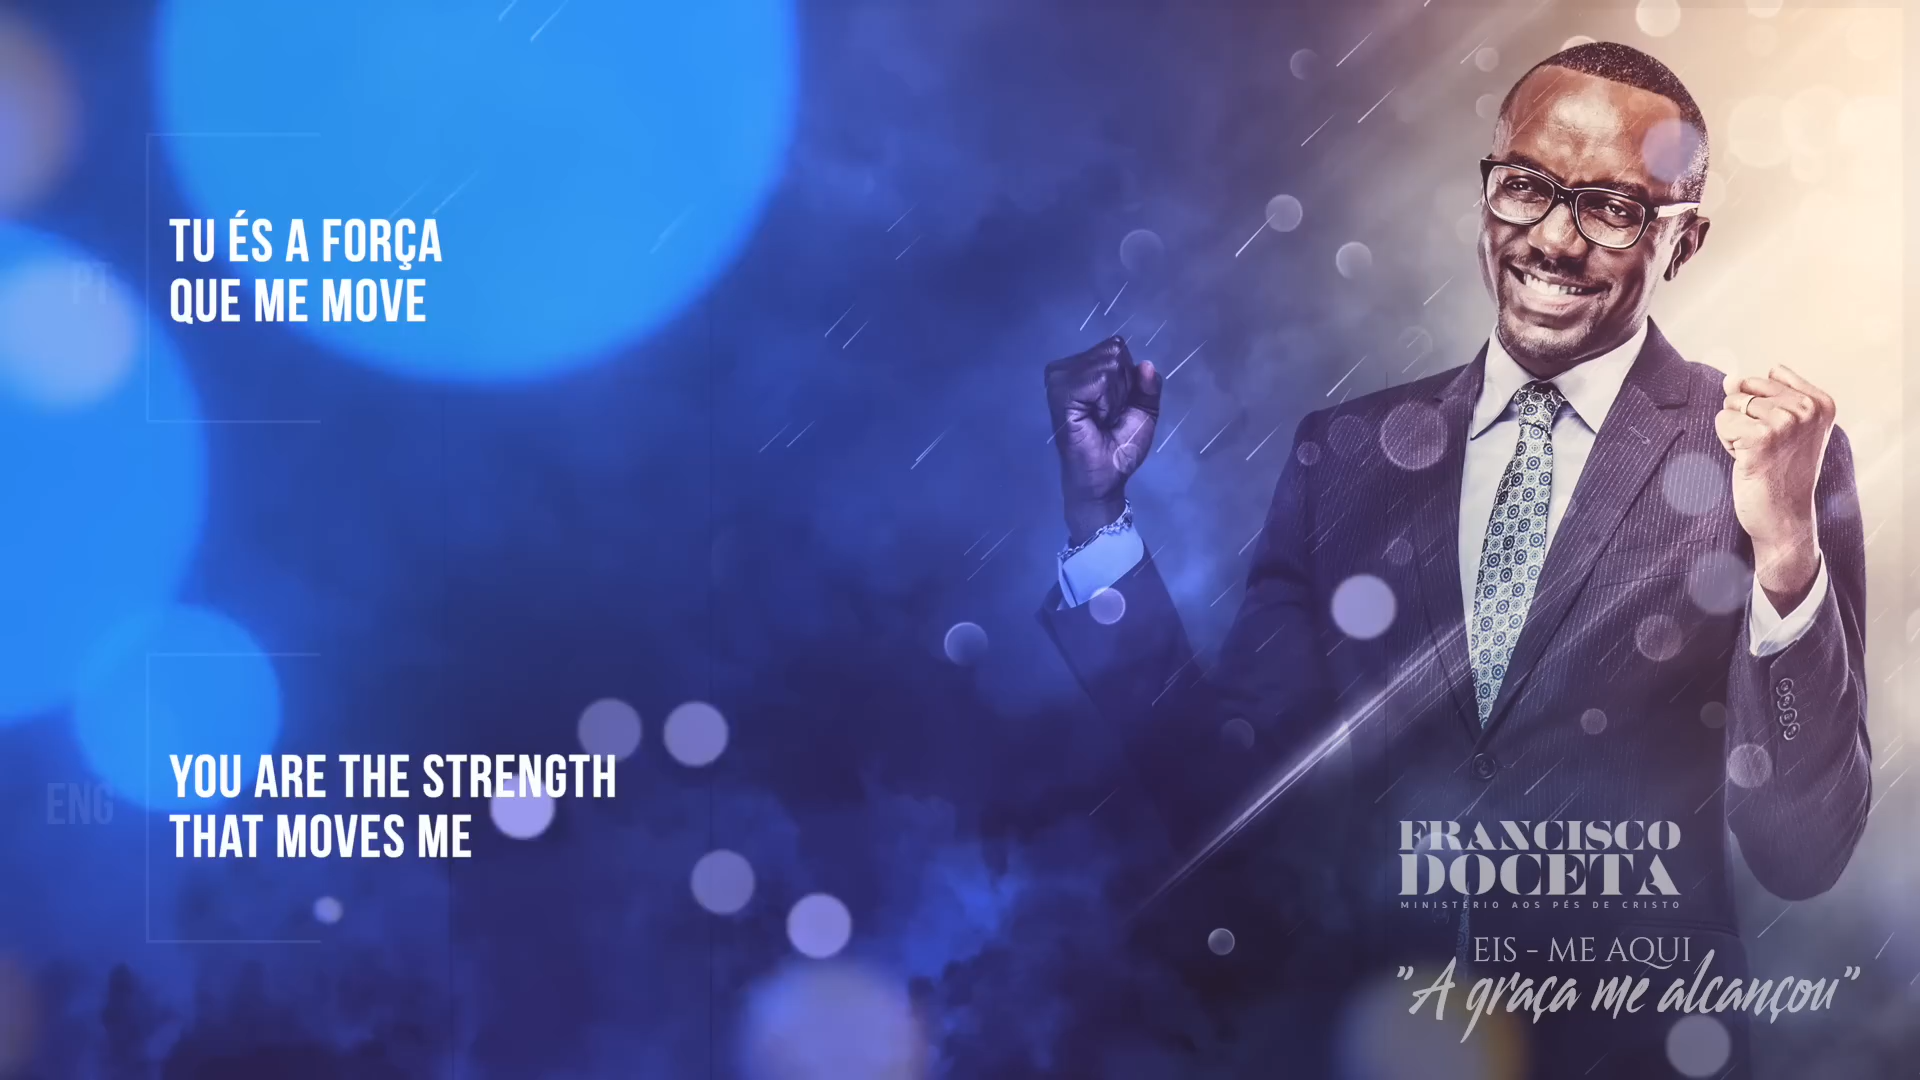 PT
TU ÉS A FORÇA
QUE ME MOVE
ENG
YOU ARE THE STRENGTH
THAT MOVES ME
FRANCISCO
DOCETA
MINISTÉRIO AOS PÉS DE CRISTO
EIS - ME AQUI
"A graça me alcançou"